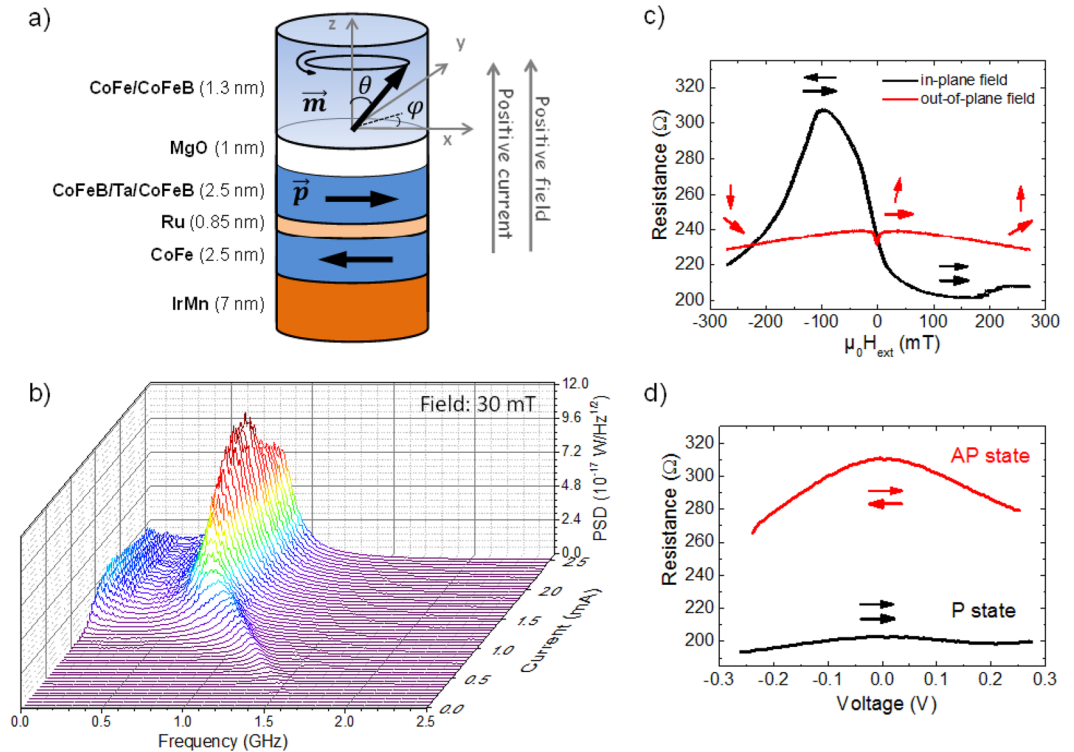 a)
z
y
x
θ
φ
m
CoFe/CoFeB (1.3 nm)
MgO (1 nm)
CoFeB/Ta/CoFeB (2.5 nm)
p
Ru (0.85 nm)
CoFe (2.5 nm)
IrMn (7 nm)
Positive current
Positive field
b)
Field: 30 mT
12.0
9.6
7.2
4.8
2.4
0.0
PSD (10⁻¹⁷ W/Hz^1/2)
2.5
2.0
1.5
1.0
0.5
0.0
Current (mA)
0.0 0.5 1.0 1.5 2.0 2.5
Frequency (GHz)
c)
in-plane field
out-of-plane field
320
300
280
260
240
220
200
Resistance (Ω)
-300 -200 -100 0 100 200 300
μ₀H_ext (mT)
d)
AP state
P state
320
300
280
260
240
220
200
Resistance (Ω)
-0.3 -0.2 -0.1 0.0 0.1 0.2 0.3
Voltage (V)